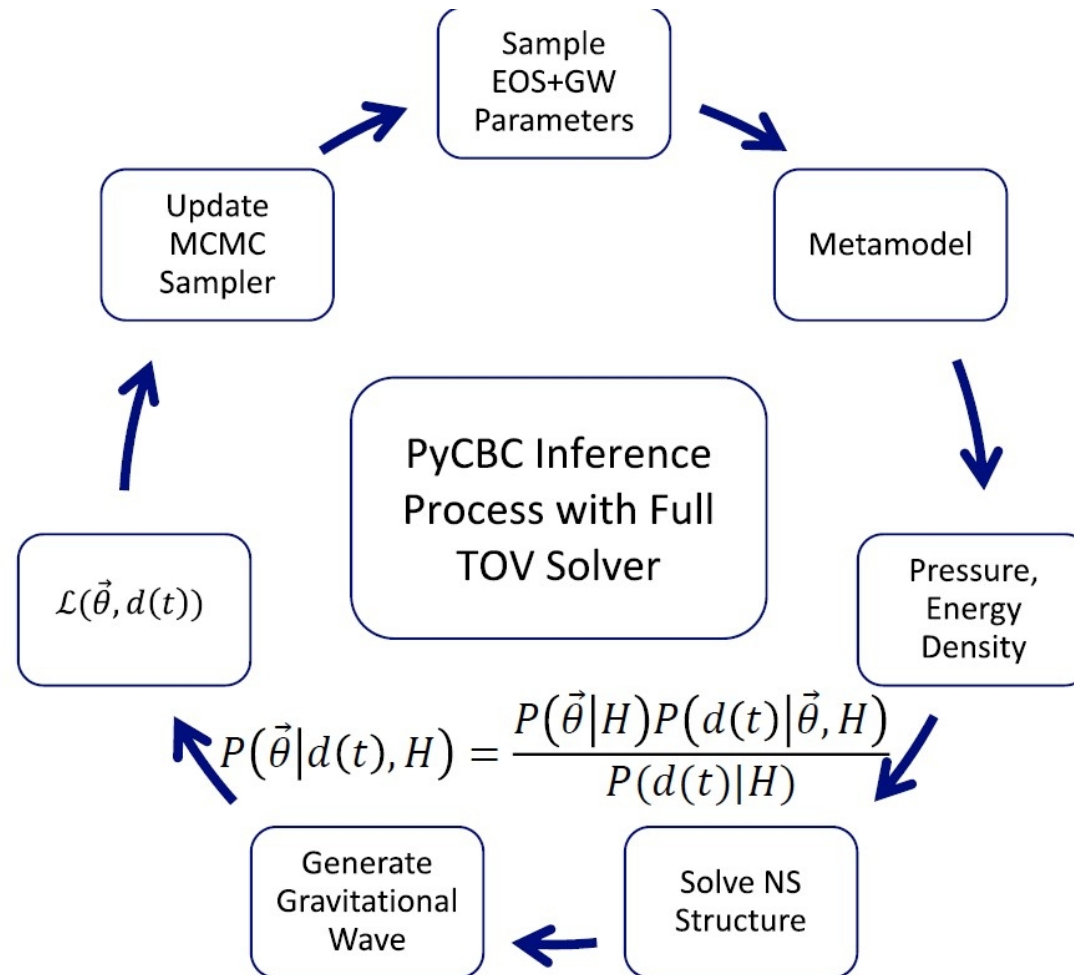 Sample
EOS+GW
Parameters
Update
MCMC
Sampler
Metamodel
PyCBC Inference
Process with Full
TOV Solver
ℒ(θ⃗, d(t))
Pressure,
Energy
Density
P(θ⃗|d(t), H) = P(θ⃗|H)P(d(t)|θ⃗, H) / P(d(t)|H)
Generate
Gravitational
Wave
Solve NS
Structure